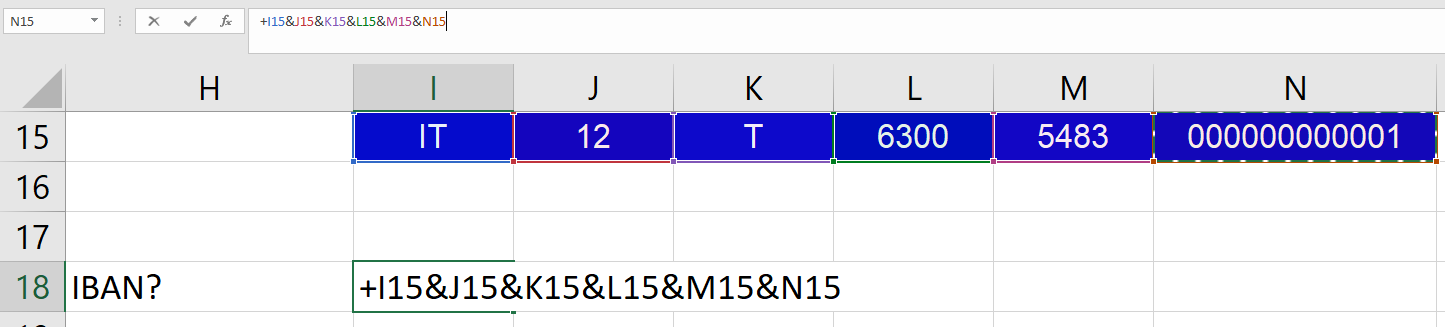 N15 fx +I15&J15&K15&L15&M15&N15
H I J K L M N
15 IT 12 T 6300 5483 000000000001
16
17
18 IBAN? +I15&J15&K15&L15&M15&N15